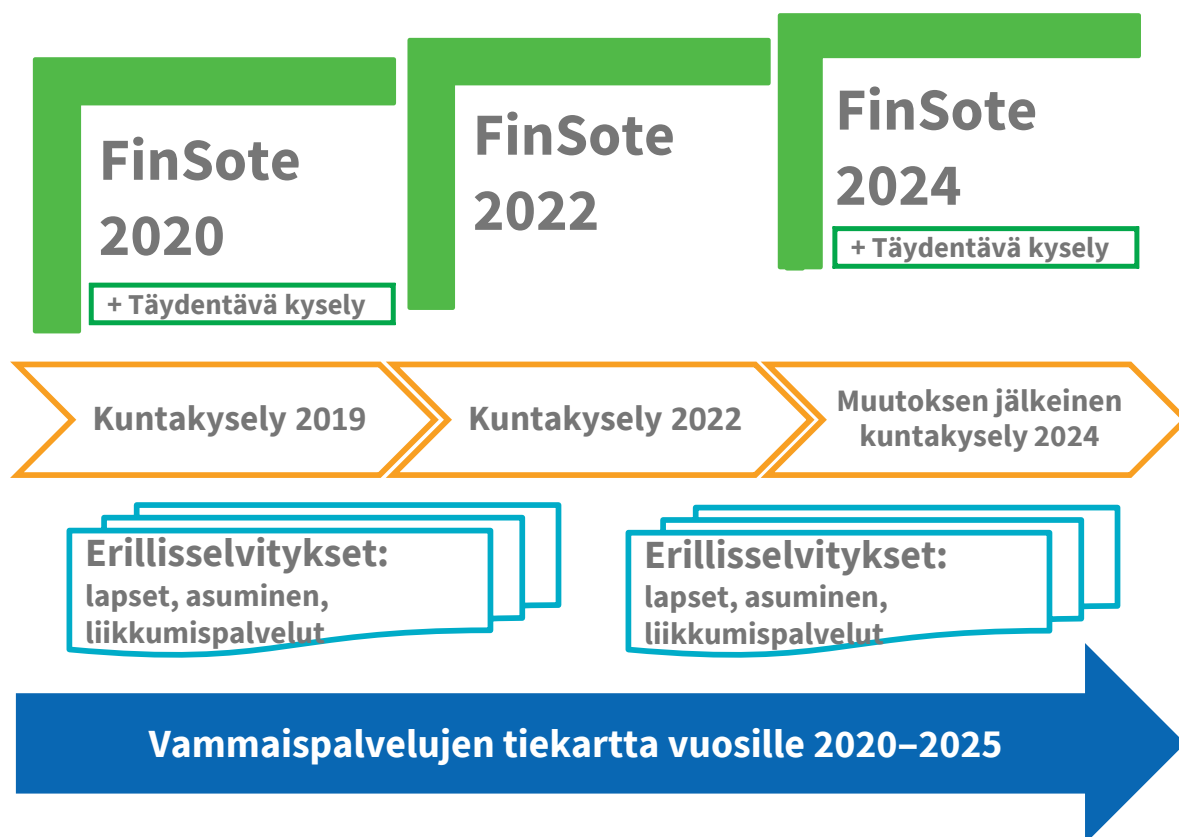 FinSote
2020
+ Täydentävä kysely
FinSote
2022
FinSote
2024
+ Täydentävä kysely
Kuntakysely 2019
Kuntakysely 2022
Muutoksen jälkeinen
kuntakysely 2024
Erillisselvitykset:
lapset, asuminen,
liikkumispalvelut
Erillisselvitykset:
lapset, asuminen,
liikkumispalvelut
Vammaispalvelujen tiekartta vuosille 2020–2025